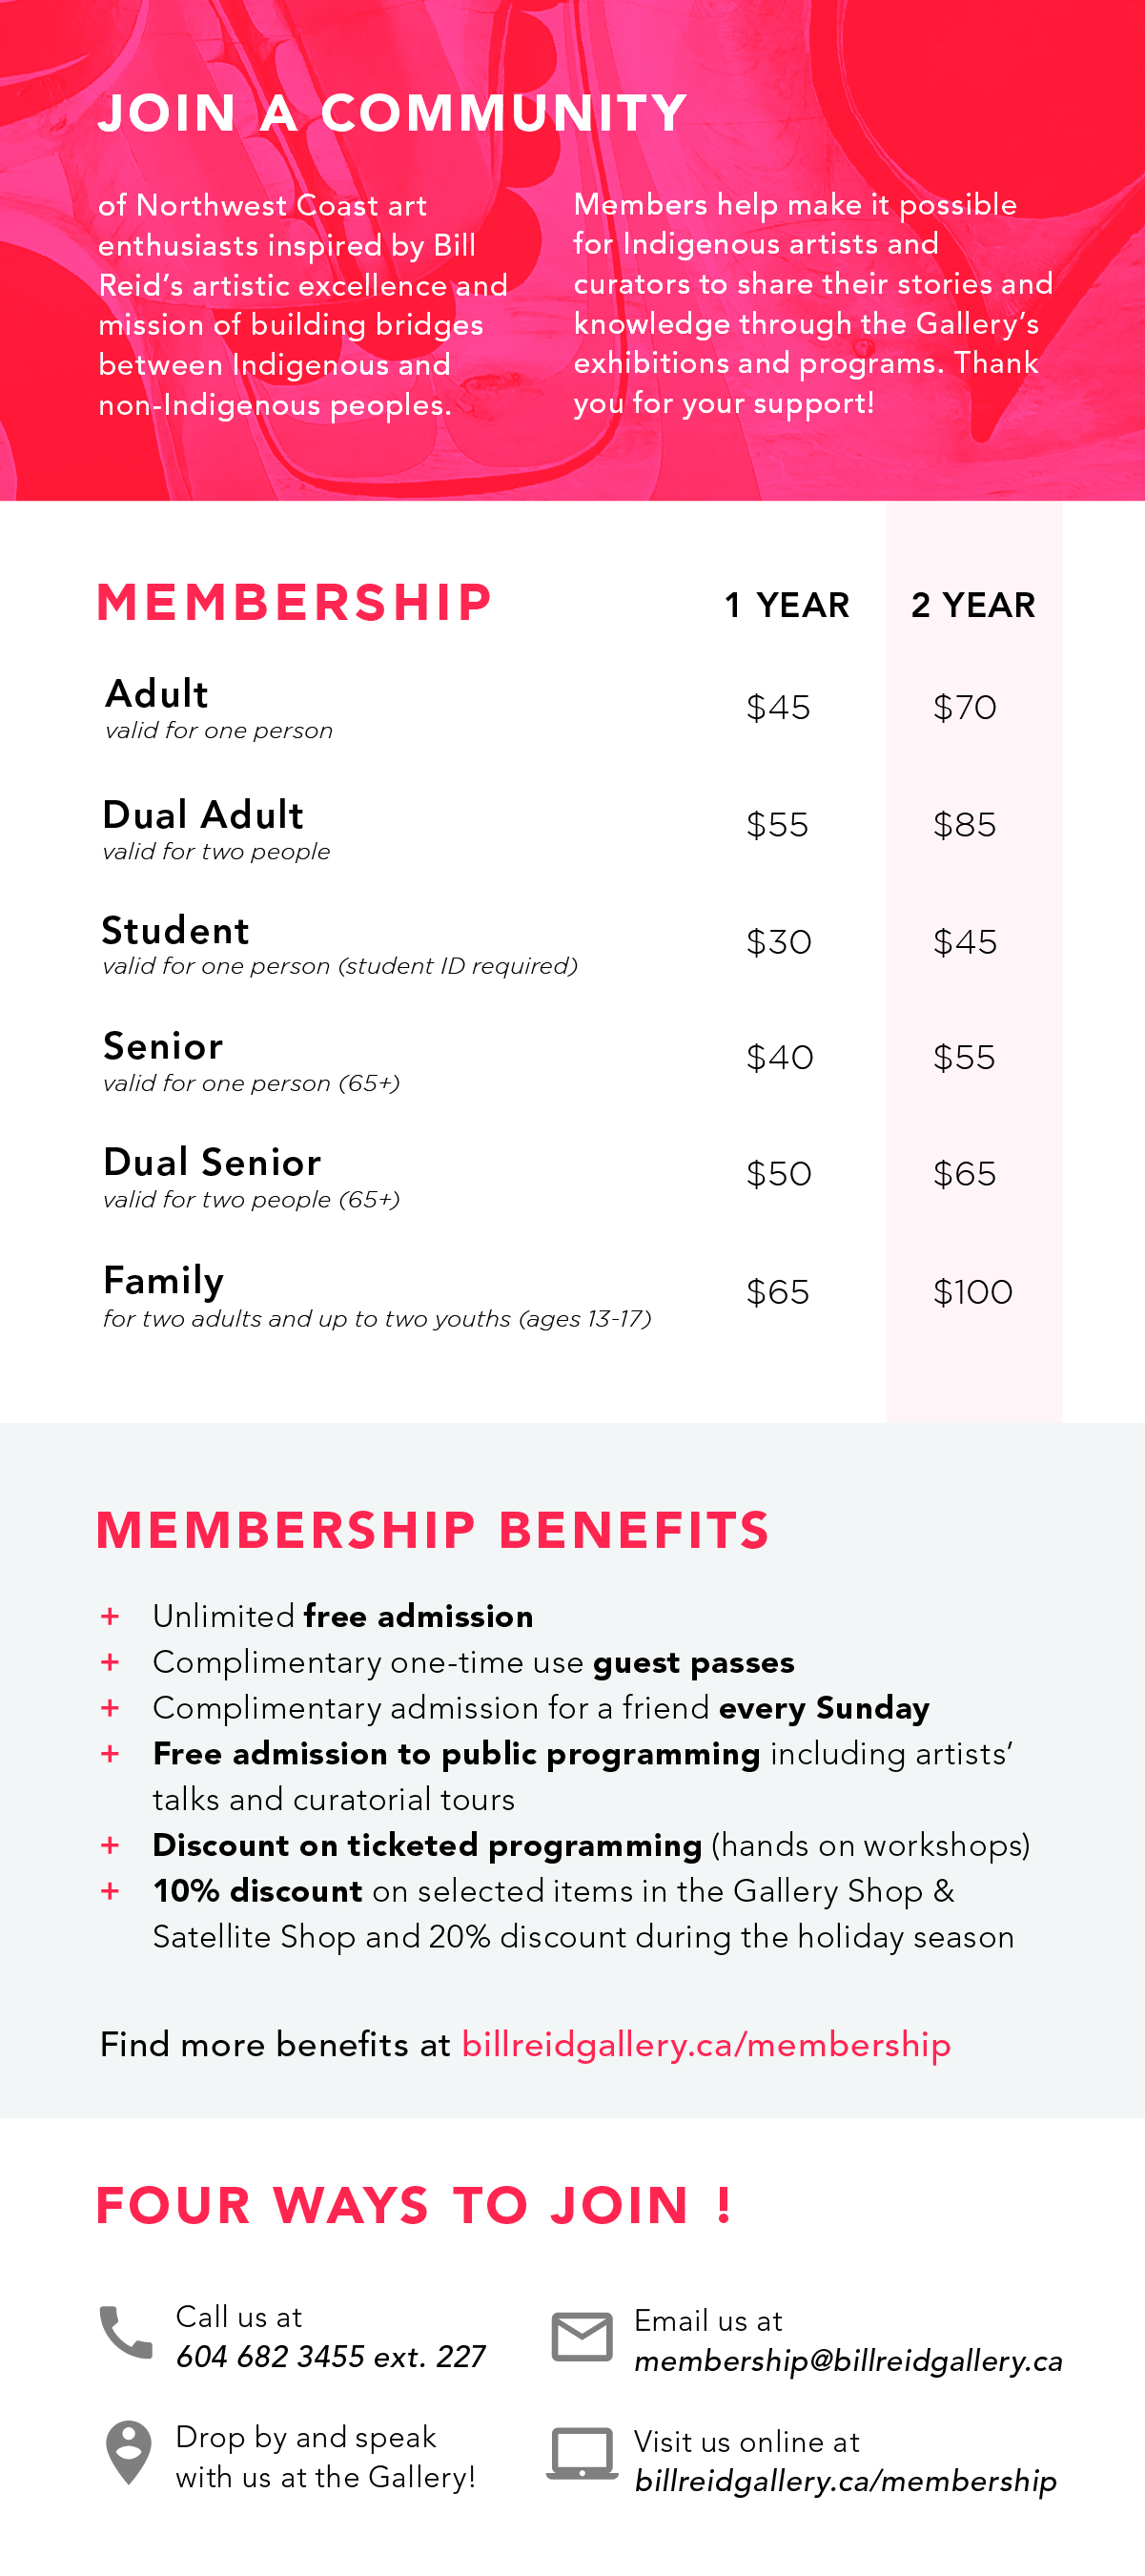 JOIN A COMMUNITY
of Northwest Coast art
enthusiasts inspired by Bill
Reid’s artistic excellence and
mission of building bridges
between Indigenous and
non-Indigenous peoples.
Members help make it possible
for Indigenous artists and
curators to share their stories and
knowledge through the Gallery’s
exhibitions and programs. Thank
you for your support!
MEMBERSHIP 1 YEAR 2 YEAR
Adult $45 $70
valid for one person
Dual Adult $55 $85
valid for two people
Student $30 $45
valid for one person (student ID required)
Senior $40 $55
valid for one person (65+)
Dual Senior $50 $65
valid for two people (65+)
Family $65 $100
for two adults and up to two youths (ages 13-17)
MEMBERSHIP BENEFITS
+ Unlimited free admission
+ Complimentary one-time use guest passes
+ Complimentary admission for a friend every Sunday
+ Free admission to public programming including artists’
talks and curatorial tours
+ Discount on ticketed programming (hands on workshops)
+ 10% discount on selected items in the Gallery Shop &
Satellite Shop and 20% discount during the holiday season
Find more benefits at billreidgallery.ca/membership
FOUR WAYS TO JOIN !
Call us at
604 682 3455 ext. 227
Email us at
membership@billreidgallery.ca
Drop by and speak
with us at the Gallery!
Visit us online at
billreidgallery.ca/membership